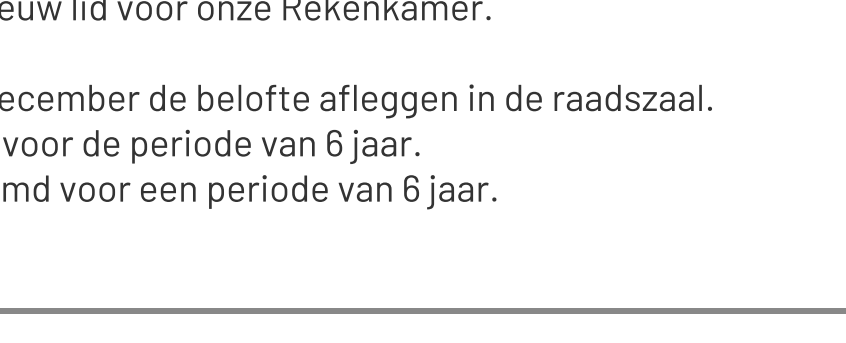 euw lid voor onze Rekenkamer.
ecember de belofte afleggen in de raadszaal.
voor de periode van 6 jaar.
md voor een periode van 6 jaar.